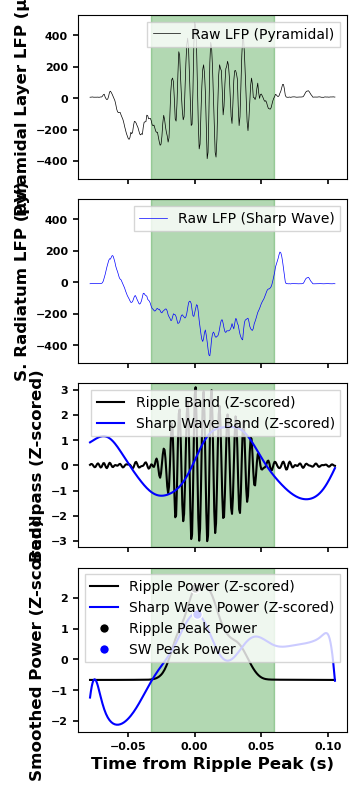 Pyramidal Layer LFP (μ
400
200
0
−200
−400
Raw LFP (Pyramidal)
S. Radiatum LFP (μV)
400
200
0
−200
−400
Raw LFP (Sharp Wave)
Bandpass (Z-scored)
3
2
1
0
−1
−2
−3
Ripple Band (Z-scored)
Sharp Wave Band (Z-scored)
Smoothed Power (Z-scored)
2
1
0
−1
−2
Ripple Power (Z-scored)
Sharp Wave Power (Z-scored)
Ripple Peak Power
SW Peak Power
−0.05
0.00
0.05
0.10
Time from Ripple Peak (s)